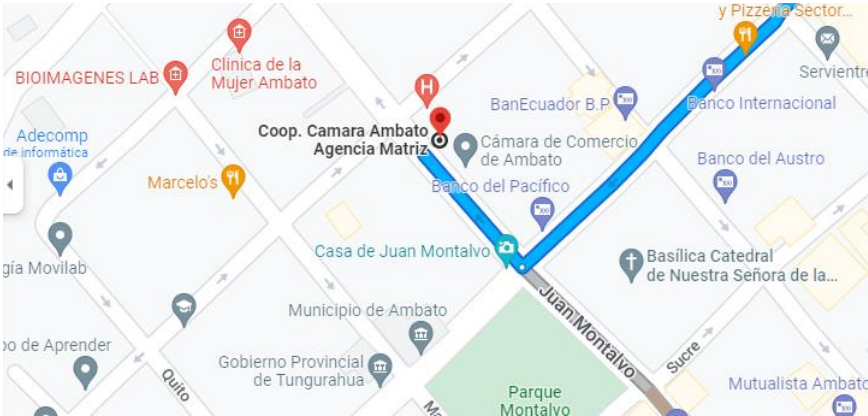 y Pizzería Sector...
Clínica de la
Mujer Ambato
BIOIMAGENES LAB
Servientre
BanEcuador B.P
Banco Internacional
Coop. Camara Ambato
Agencia Matriz
Adecomp
de informática
Cámara de Comercio
de Ambato
Banco del Austro
Marcelo's
Banco del Pacífico
Casa de Juan Montalvo
Basílica Catedral
de Nuestra Señora de la...
gía Movilab
Juan Montalvo
Municipio de Ambato
po de Aprender
Gobierno Provincial
de Tungurahua
Sucre
Quito
Mutualista Ambato
Parque
Montalvo